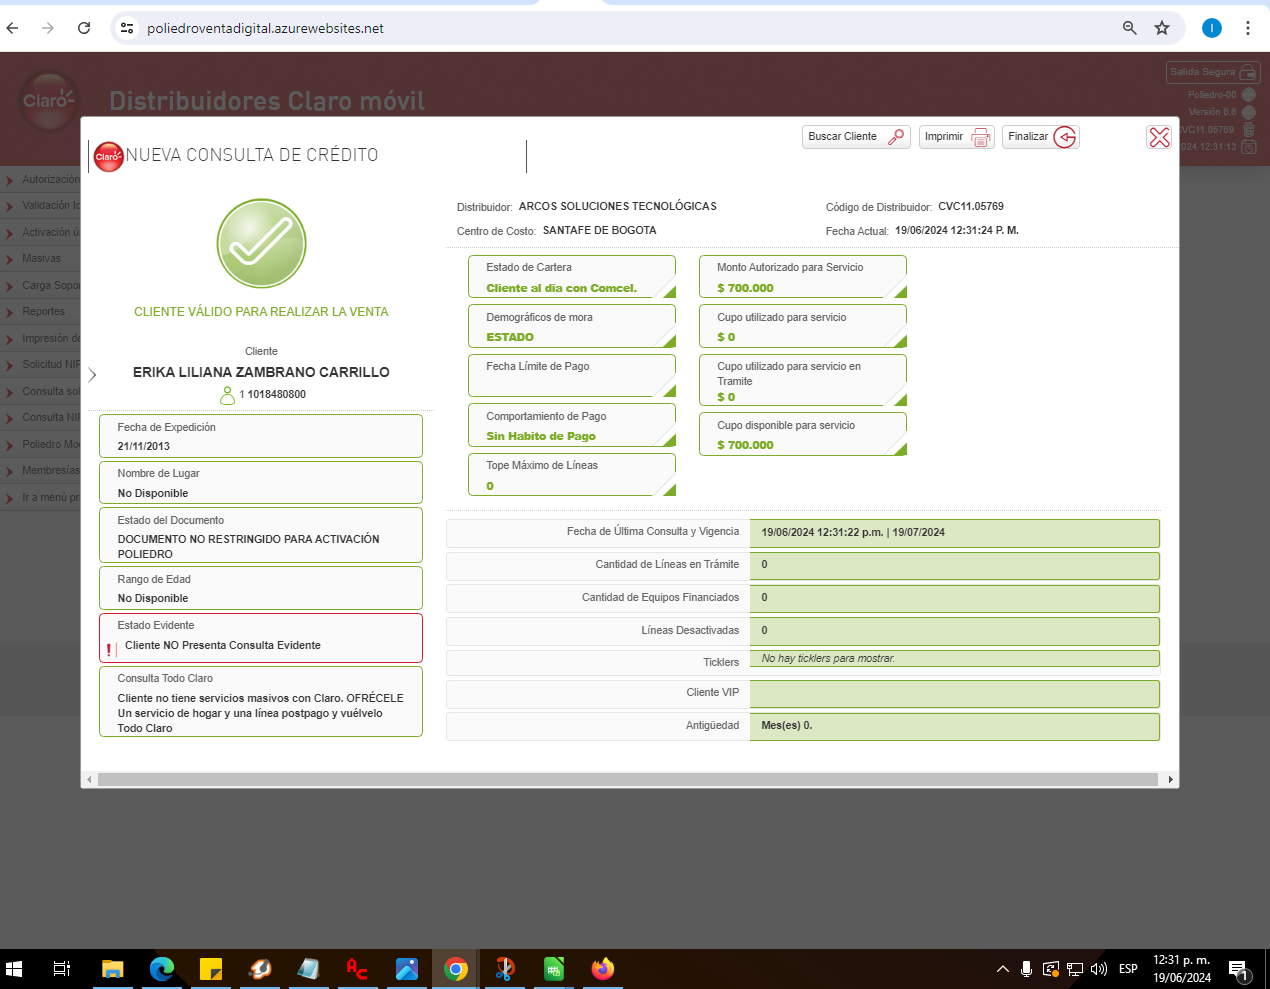 poliedroventadigital.azurewebsites.net
I
Claro
Distribuidores Claro móvil
Salida Segura
Poliedro-00
Versión 6.6
CVC11.05769
2024 12:31:13
Autorización
Validación Id
Activación ú
Masivas
Carga Sopor
Reportes
Impresión de
Solicitud NIP
Consulta sol
Consulta NIP
Poliedro Mo
Membresías
Ir a menú pr
Buscar Cliente
Imprimir
Finalizar
Claro
NUEVA CONSULTA DE CRÉDITO
CLIENTE VÁLIDO PARA REALIZAR LA VENTA
Cliente
ERIKA LILIANA ZAMBRANO CARRILLO
1 1018480800
Fecha de Expedición
21/11/2013
Nombre de Lugar
No Disponible
Estado del Documento
DOCUMENTO NO RESTRINGIDO PARA ACTIVACIÓN
POLIEDRO
Rango de Edad
No Disponible
Estado Evidente
! Cliente NO Presenta Consulta Evidente
Consulta Todo Claro
Cliente no tiene servicios masivos con Claro. OFRÉCELE
Un servicio de hogar y una línea postpago y vuélvelo
Todo Claro
Distribuidor: ARCOS SOLUCIONES TECNOLÓGICAS
Código de Distribuidor: CVC11.05769
Centro de Costo: SANTAFE DE BOGOTA
Fecha Actual: 19/06/2024 12:31:24 P. M.
Estado de Cartera
Cliente al dia con Comcel.
Demográficos de mora
ESTADO
Fecha Límite de Pago
Comportamiento de Pago
Sin Habito de Pago
Tope Máximo de Líneas
0
Monto Autorizado para Servicio
$ 700.000
Cupo utilizado para servicio
$ 0
Cupo utilizado para servicio en
Tramite
$ 0
Cupo disponible para servicio
$ 700.000
Fecha de Última Consulta y Vigencia 19/06/2024 12:31:22 p.m. | 19/07/2024
Cantidad de Líneas en Trámite 0
Cantidad de Equipos Financiados 0
Líneas Desactivadas 0
Ticklers No hay ticklers para mostrar.
Cliente VIP
Antigüedad Mes(es) 0.
ESP
12:31 p. m.
19/06/2024
1